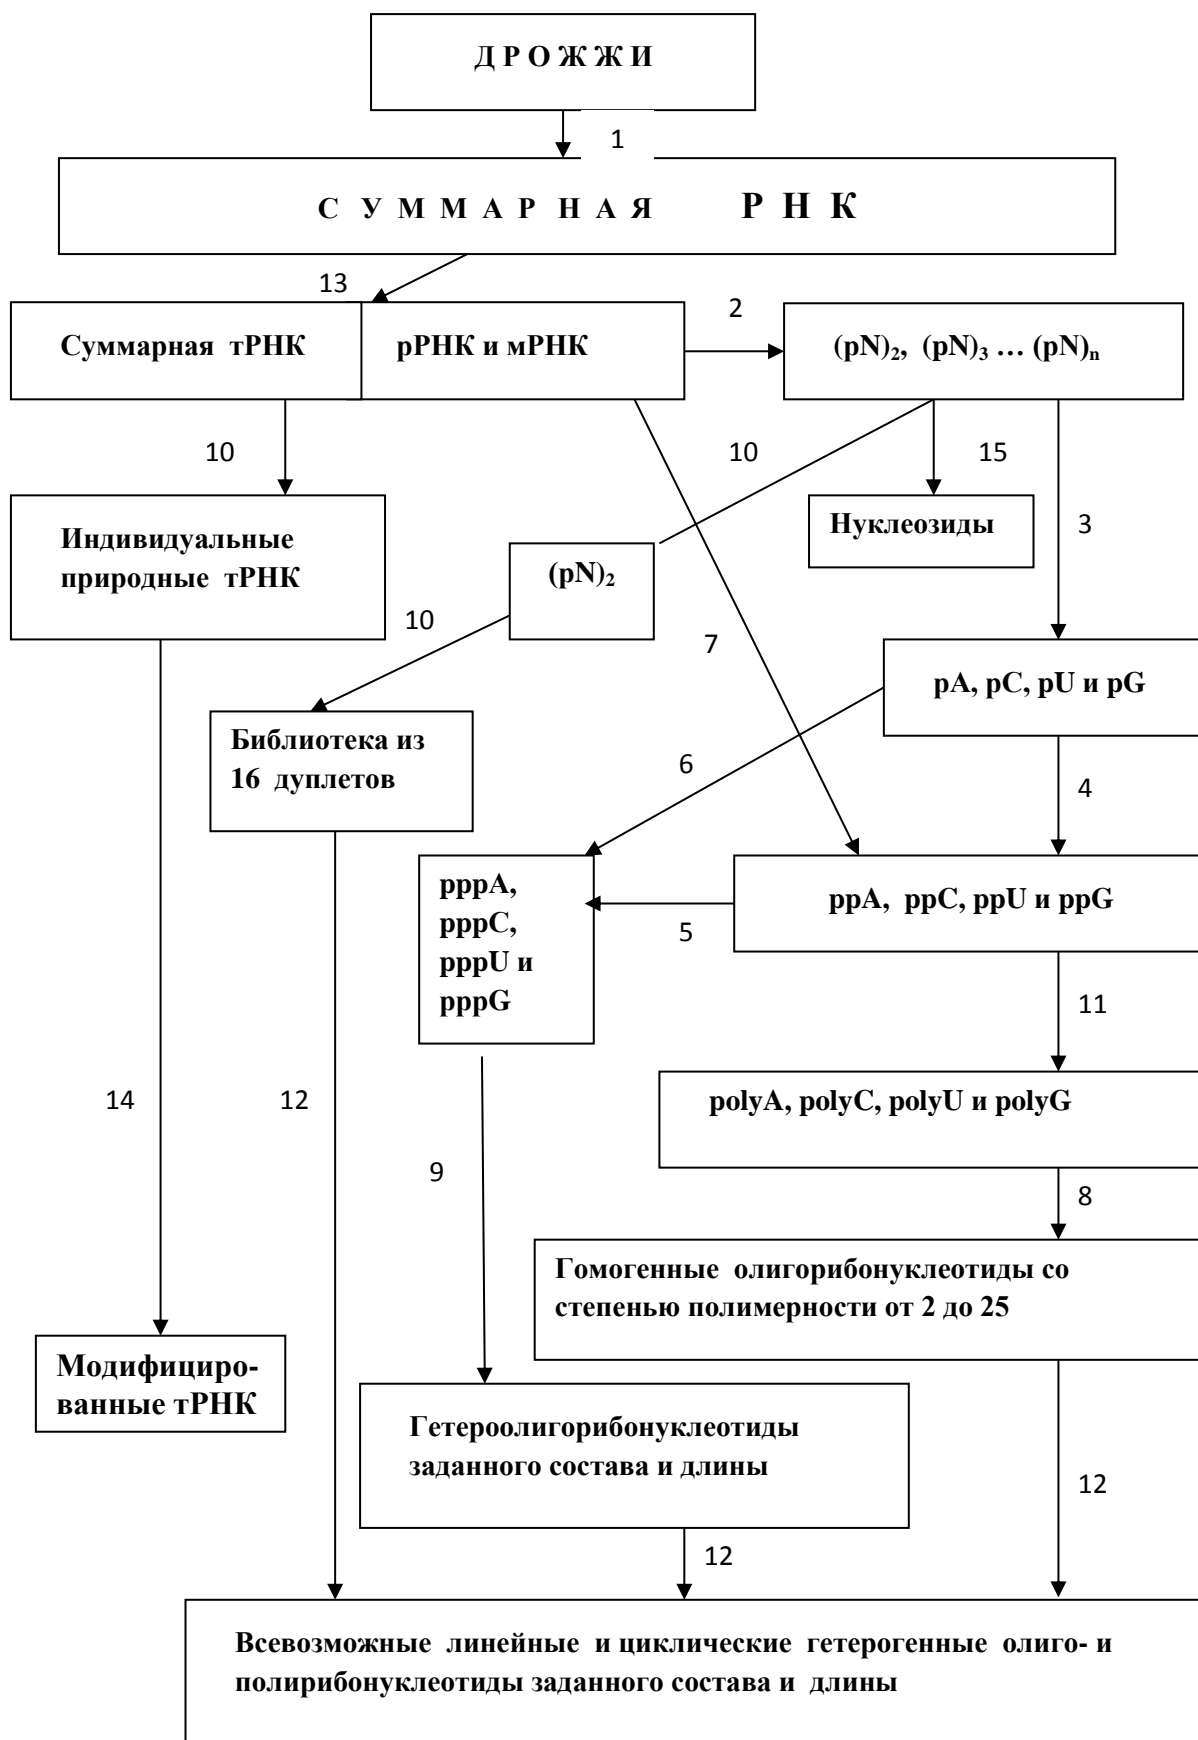 Д Р О Ж Ж И
1
С У М М А Р Н А Я Р Н К
13
Суммарная тРНК
рРНК и мРНК
2
(pN)₂, (pN)₃ … (pN)ₙ
10
10
15
3
Индивидуальные
природные тРНК
(pN)₂
Нуклеозиды
10
7
pA, pC, pU и pG
Библиотека из
16 дуплетов
6
4
pppA,
pppC,
pppU и
pppG
5
ppA, ppC, ppU и ppG
11
14
12
polyA, polyC, polyU и polyG
9
8
Гомогенные олигорибонуклеотиды со
степенью полимерности от 2 до 25
Модифициро-
ванные тРНК
Гетероолигорибонуклеотиды
заданного состава и длины
12
12
Всевозможные линейные и циклические гетерогенные олиго- и
полирибонуклеотиды заданного состава и длины